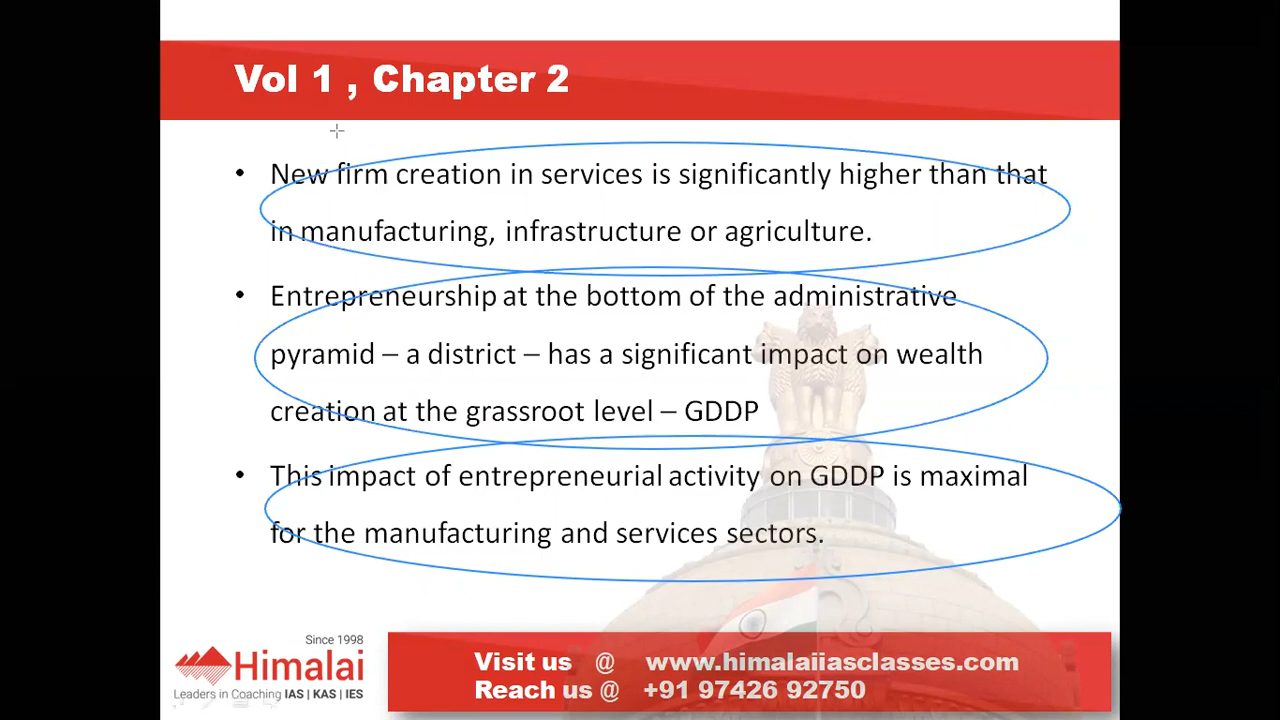 Vol 1 , Chapter 2
• New firm creation in services is significantly higher than that
in manufacturing, infrastructure or agriculture.
• Entrepreneurship at the bottom of the administrative
pyramid – a district – has a significant impact on wealth
creation at the grassroot level – GDDP
• This impact of entrepreneurial activity on GDDP is maximal
for the manufacturing and services sectors.
Since 1998
Himalai
Leaders in Coaching IAS | KAS | IES
Visit us @ www.himalaiiasclasses.com
Reach us @ +91 97426 92750